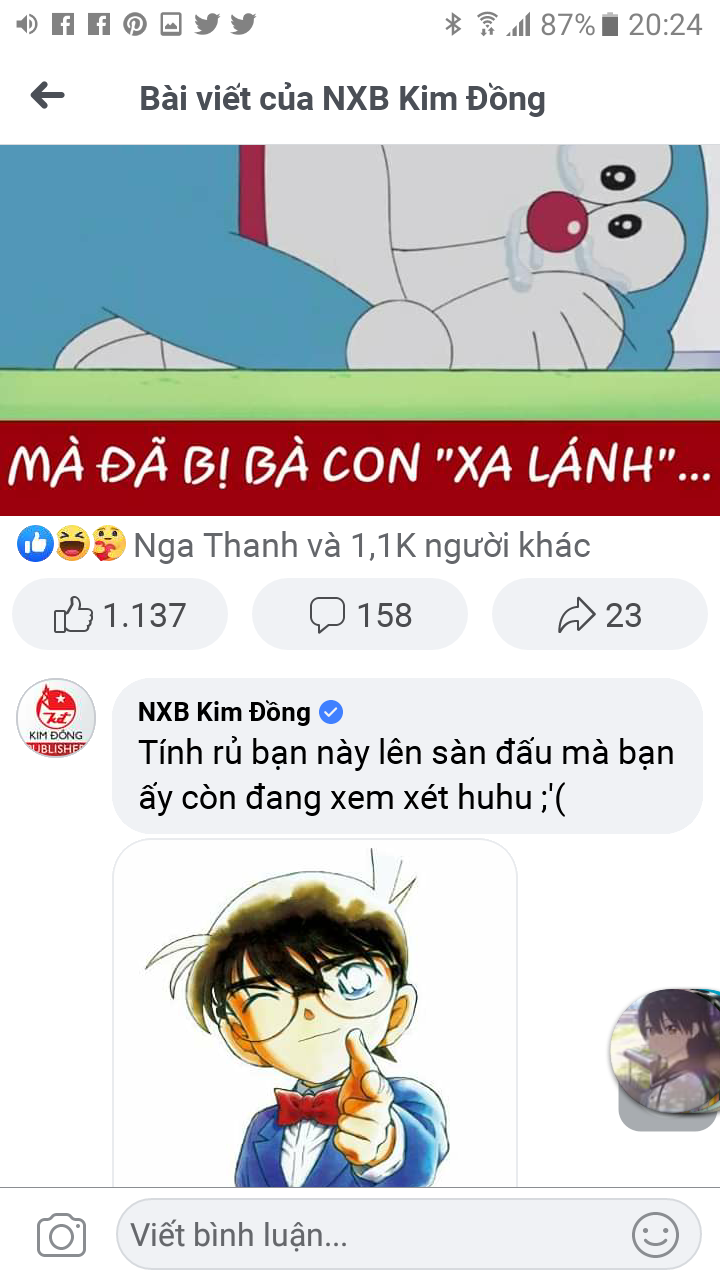 87% 20:24
Bài viết của NXB Kim Đồng
MÀ ĐÃ BỊ BÀ CON "XA LÁNH"...
Nga Thanh và 1,1K người khác
1.137 158 23
NXB Kim Đồng
Tính rủ bạn này lên sàn đấu mà bạn
ấy còn đang xem xét huhu ;'(
KIM ĐỒNG
PUBLISHER
Viết bình luận...